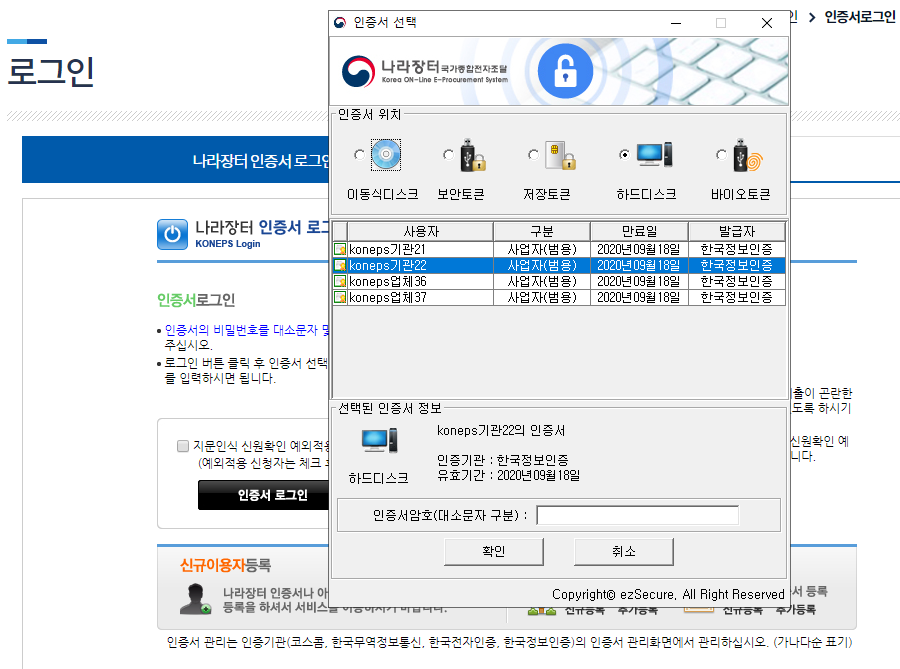 인증서 선택
인 > 인증서로그인
로그인
나라장터 국가종합전자조달
Korea ON-Line E-Procurement System
인증서 위치
이동식디스크 보안토큰 저장토큰 하드디스크 바이오토큰
나라장터 인증서 로그인
사용자 구분 만료일 발급자
koneps기관21 사업자(범용) 2020년09월18일 한국정보인증
koneps기관22 사업자(범용) 2020년09월18일 한국정보인증
koneps업체36 사업자(범용) 2020년09월18일 한국정보인증
koneps업체37 사업자(범용) 2020년09월18일 한국정보인증
나라장터 인증서 로그
KONEPS Login
인증서로그인
• 인증서의 비밀번호를 대소문자 및
주십시오.
• 로그인 버튼 클릭 후 인증서 선택
를 입력하시면 됩니다.
출이 곤란한
도록 하시기
신원확인 예
니다.
선택된 인증서 정보
하드디스크
koneps기관22의 인증서
인증기관 : 한국정보인증
유효기간 : 2020년09월18일
인증서암호(대소문자 구분) :
확인 취소
Copyright© ezSecure, All Right Reserved
지문인식 신원확인 예외적용
(예외적용 신청자는 체크
인증서 로그인
신규이용자등록
나라장터 인증서나 아
등록을 하셔서 서비스를 이용하시기 바랍니다.
서 등록
신규등록 추가등록 신규등록 추가등록
인증서 관리는 인증기관(코스콤, 한국무역정보통신, 한국전자인증, 한국정보인증)의 인증서 관리화면에서 관리하십시오. (가나다순 표기)